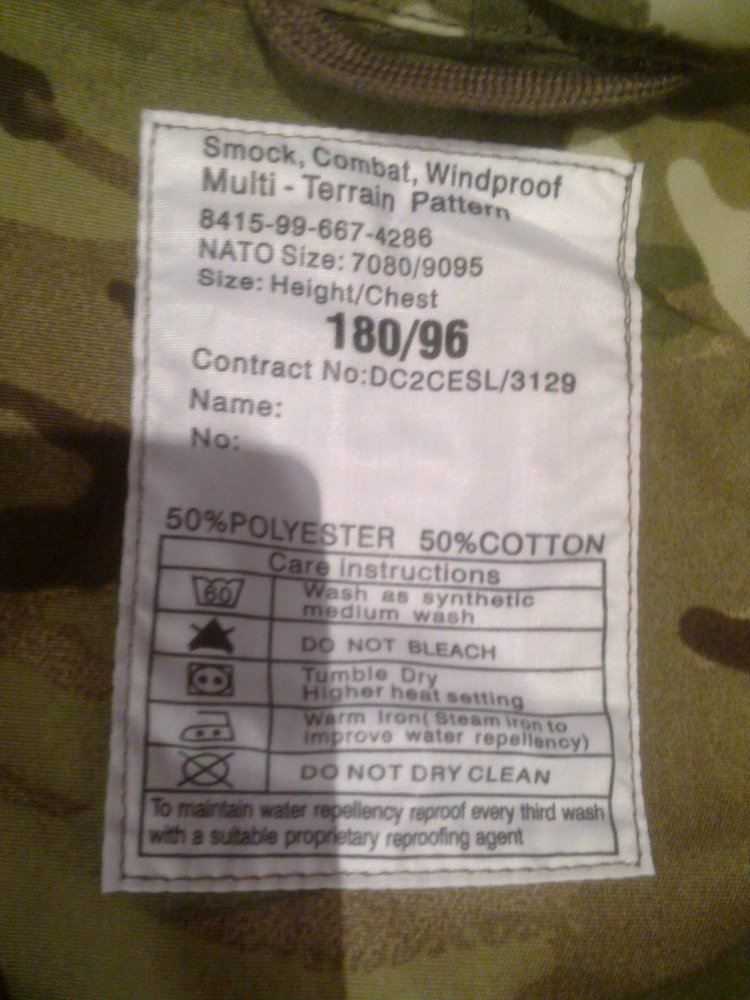 Smock, Combat, Windproof
Multi - Terrain Pattern
8415-99-667-4286
NATO Size: 7080/9095
Size: Height/Chest
180/96
Contract No:DC2CESL/3129
Name:
No:
50%POLYESTER 50%COTTON
Care instructions
60 Wash as synthetic
medium wash
DO NOT BLEACH
Tumble Dry
Higher heat setting
Warm Iron( Steam Iron to
improve water repellency)
DO NOT DRY CLEAN
To maintain water repellency reproof every third wash
with a suitable proprietary reproofing agent